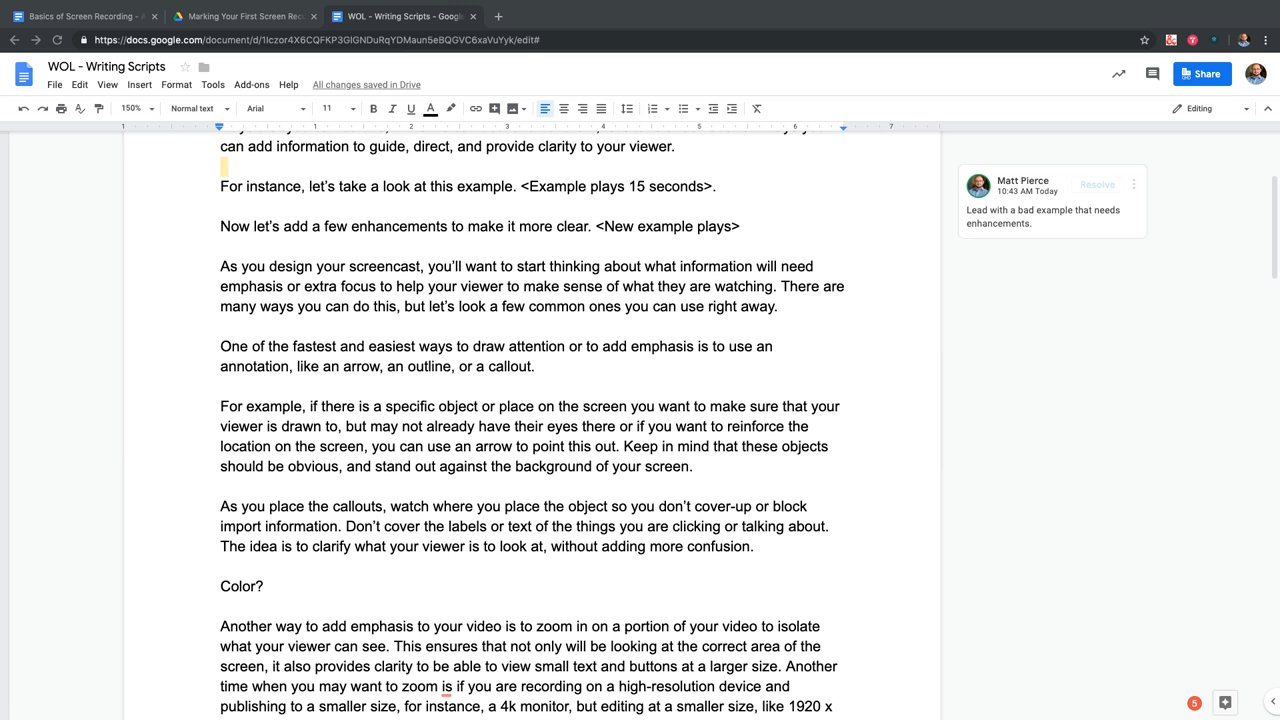 Basics of Screen Recording -
Marking Your First Screen Rec
WOL - Writing Scripts - Google
https://docs.google.com/document/d/1Iczor4X6CQFKP3GIGNDuRqYDMaun5eBQGVC6xaVuYyk/edit#
WOL - Writing Scripts
File Edit View Insert Format Tools Add-ons Help All changes saved in Drive
Share
150% Normal text Arial 11 B I U A Editing
1 1 2 3 4 5 6 7
can add information to guide, direct, and provide clarity to your viewer.
For instance, let's take a look at this example. <Example plays 15 seconds>.
Now let's add a few enhancements to make it more clear. <New example plays>
As you design your screencast, you'll want to start thinking about what information will need
emphasis or extra focus to help your viewer to make sense of what they are watching. There are
many ways you can do this, but let's look a few common ones you can use right away.
One of the fastest and easiest ways to draw attention or to add emphasis is to use an
annotation, like an arrow, an outline, or a callout.
For example, if there is a specific object or place on the screen you want to make sure that your
viewer is drawn to, but may not already have their eyes there or if you want to reinforce the
location on the screen, you can use an arrow to point this out. Keep in mind that these objects
should be obvious, and stand out against the background of your screen.
As you place the callouts, watch where you place the object so you don't cover-up or block
import information. Don't cover the labels or text of the things you are clicking or talking about.
The idea is to clarify what your viewer is to look at, without adding more confusion.
Color?
Another way to add emphasis to your video is to zoom in on a portion of your video to isolate
what your viewer can see. This ensures that not only will be looking at the correct area of the
screen, it also provides clarity to be able to view small text and buttons at a larger size. Another
time when you may want to zoom is if you are recording on a high-resolution device and
publishing to a smaller size, for instance, a 4k monitor, but editing at a smaller size, like 1920 x
Matt Pierce
10:43 AM Today
Resolve
Lead with a bad example that needs
enhancements.
5